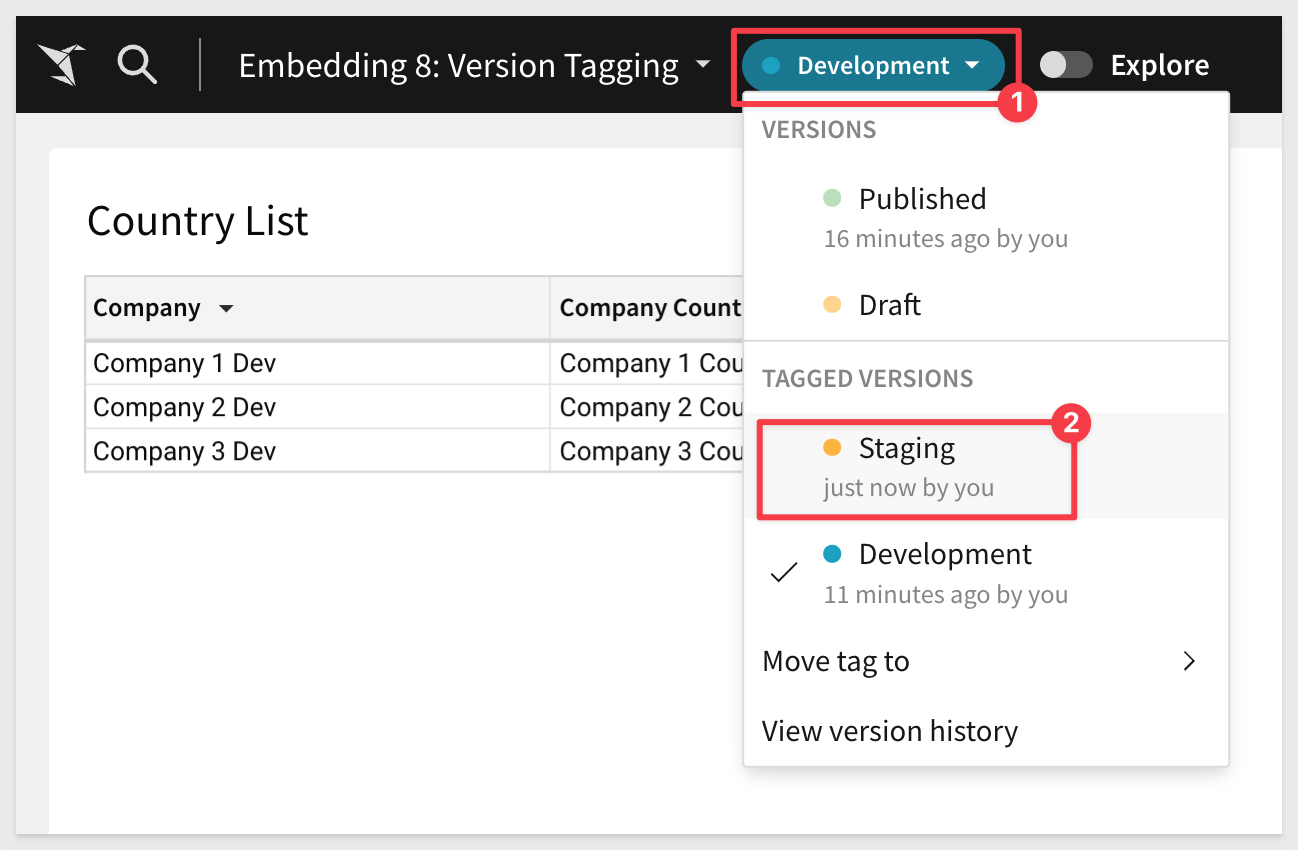 Embedding 8: Version Tagging
Development
Explore
1
VERSIONS
Published
16 minutes ago by you
Draft
TAGGED VERSIONS
2
Staging
just now by you
Development
11 minutes ago by you
Move tag to
View version history
Country List
Company
Company Count
Company 1 Dev
Company 1 Cou
Company 2 Dev
Company 2 Cou
Company 3 Dev
Company 3 Cou